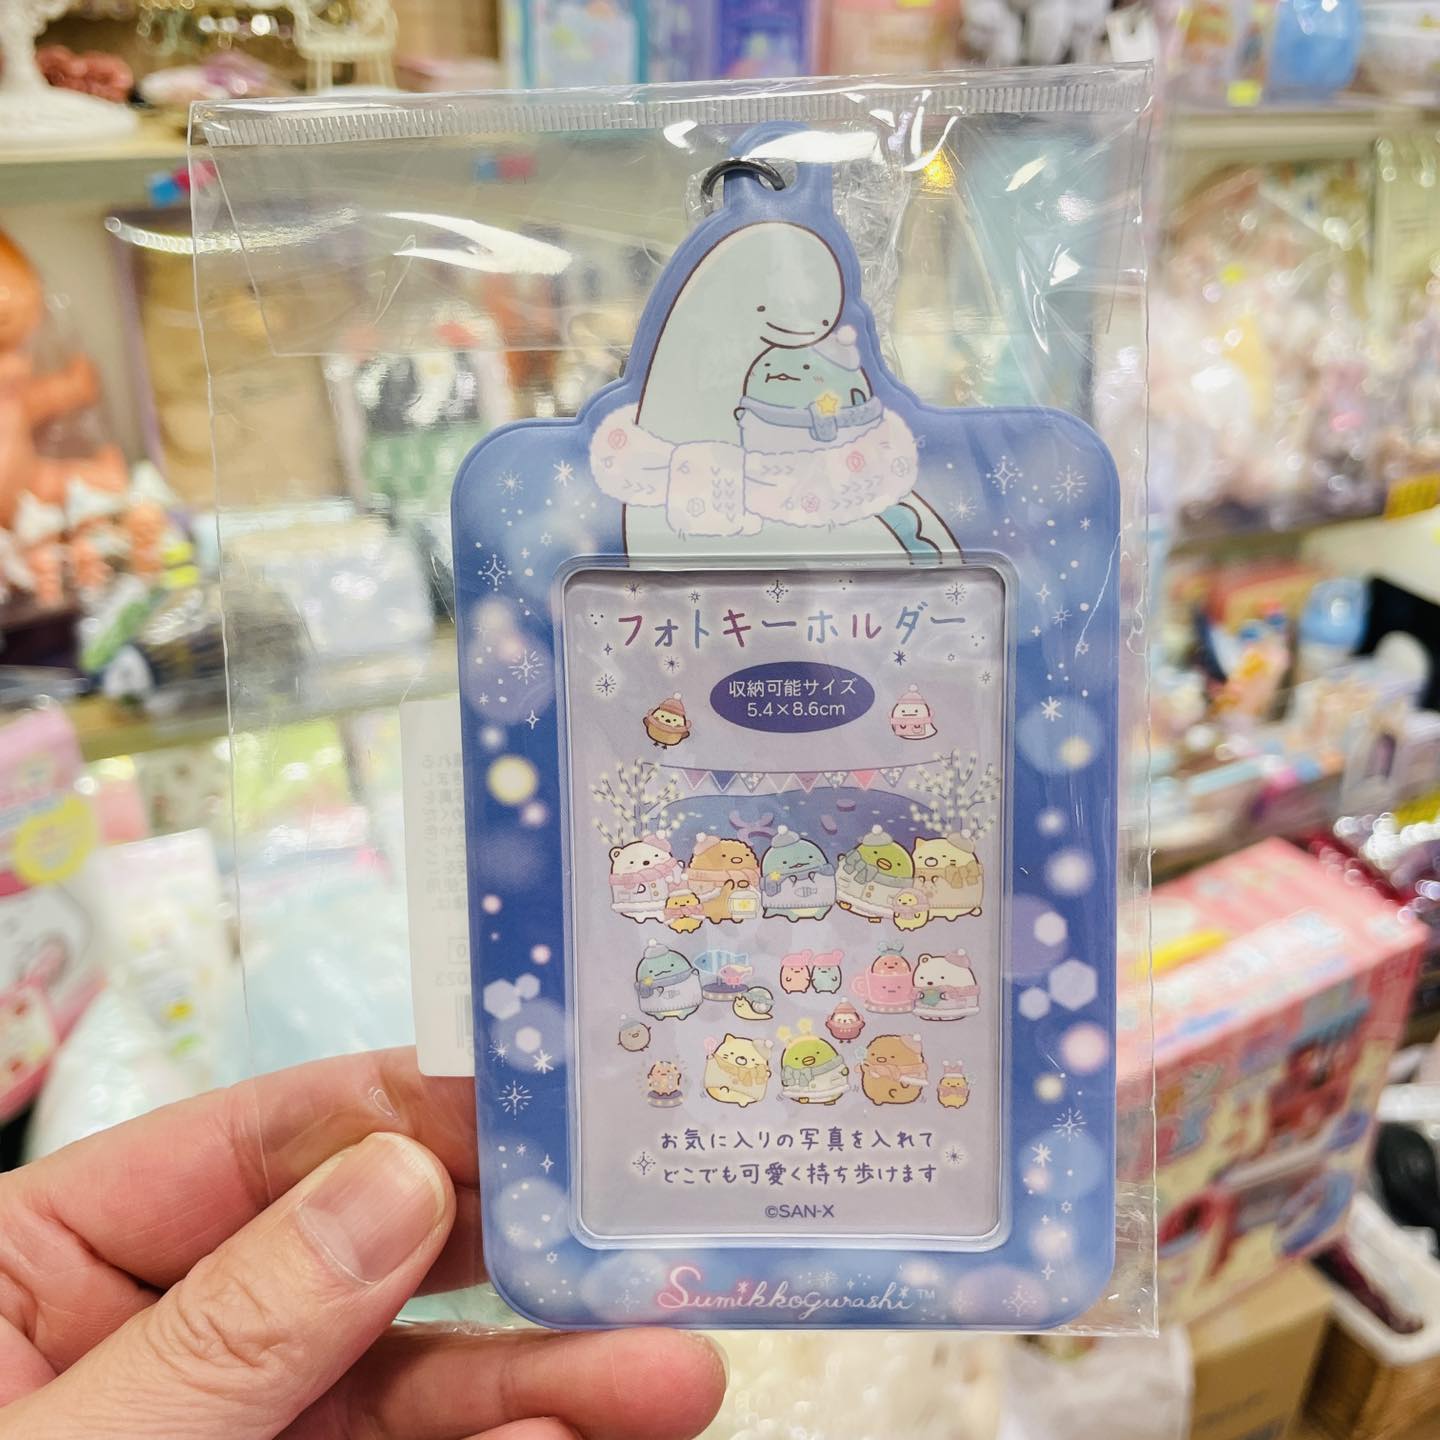 フォトキーホルダー
収納可能サイズ
5.4×8.6cm
お気に入りの写真を入れて
どこでも可愛く持ち歩けます
©SAN-X
Sumikkogurashi™